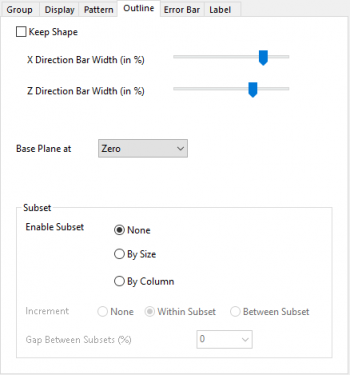 Group Display Pattern Outline Error Bar Label
Keep Shape
X Direction Bar Width (in %)
Z Direction Bar Width (in %)
Base Plane at Zero
Subset
Enable Subset None
By Size
By Column
Increment None Within Subset Between Subset
Gap Between Subsets (%) 0